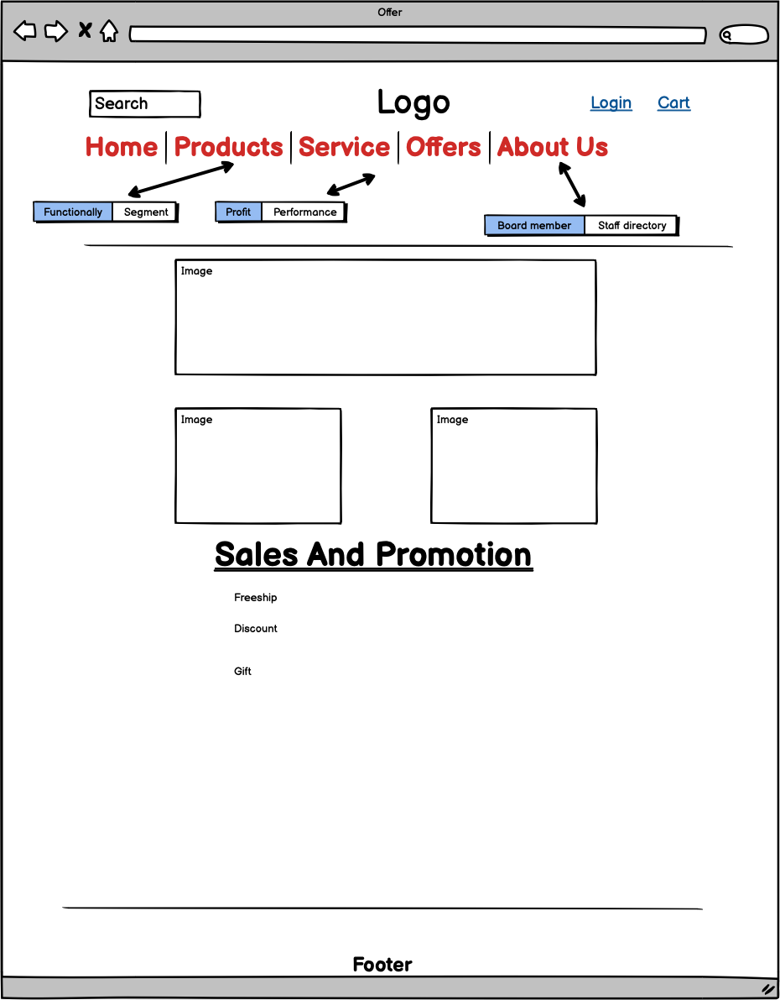 Offer
Search Logo Login Cart
Home Products Service Offers About Us
Functionally Segment Profit Performance
Board member Staff directory
Image
Image Image
Sales And Promotion
Freeship
Discount
Gift
Footer